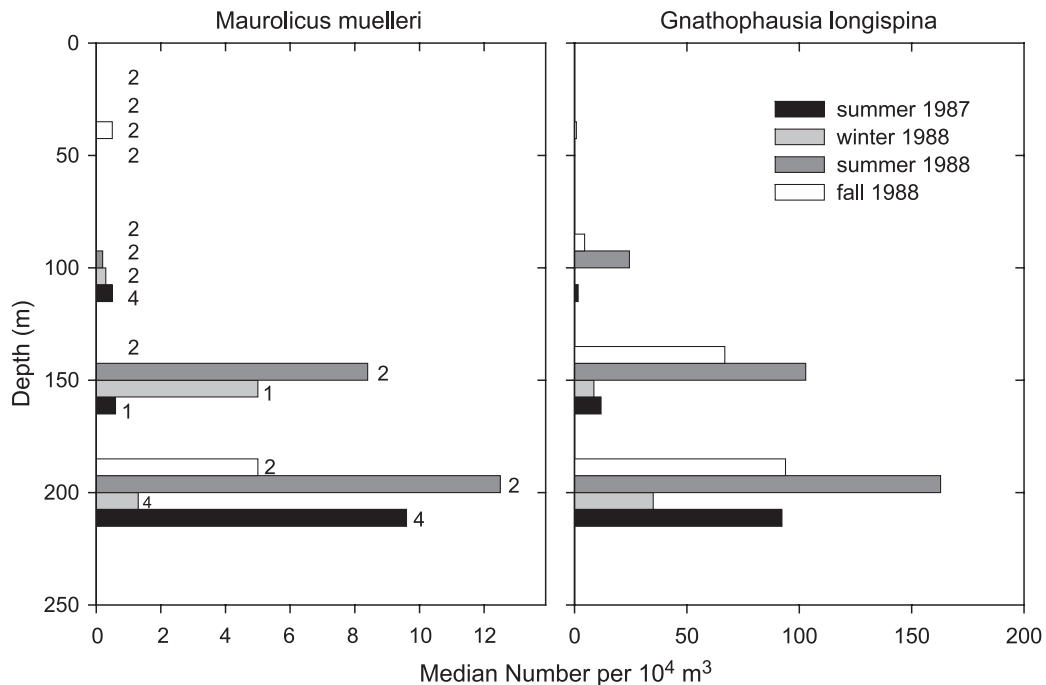 Maurolicus muelleri
Gnathophausia longispina
0
50
100
150
200
250
Depth (m)
2
2
2
2
2
2
2
4
2
2
1
1
2
2
4
4
summer 1987
winter 1988
summer 1988
fall 1988
0 2 4 6 8 10 12
0 50 100 150 200
Median Number per 10⁴ m³